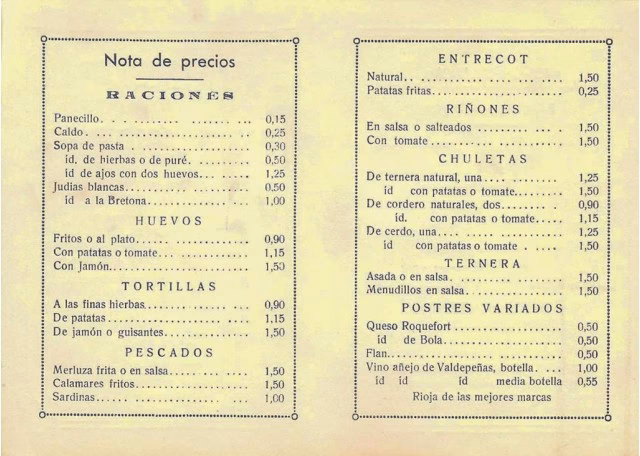 Nota de precios
RACIONES
Panecillo. . . ......... .. ... 0,15
Caldo. . ......... ....... ... 0,25
Sopa de pasta . ................ 0,30
id. de hierbas o de puré. ....... 0,50
id de ajos con dos huevos... ... 1,25
Judias blancas................ 0,50
id a la Bretona............ .. 1,00
HUEVOS
Fritos o al plato................ 0,90
Con patatas o tomate... ........ 1,15
Con Jamón.................... 1,50
TORTILLAS
A las finas hierbas............ ... 0,90
De patatas .................... 1.15
De jamón o guisantes........... 1,50
PESCADOS
Merluza frita o en salsa.... ..... 1,50
Calamares fritos............... 1,50
Sardinas...... ............ ... 1,00
ENTRECOT
Natural.. .. ......... ... .. .... 1,50
Patatas fritas................... 0,25
RIÑONES
En salsa o salteados ......... ... 1,50
Con tomate .................... 1,50
CHULETAS
De ternera natural, una.... ....... 1,25
id con patatas o tomate..... 1,50
De cordero naturales, dos........ . 0,90
id. con patatas o tomate..... 1,15
De cerdo, una.... .............. 1,25
id con patatas o tomate . .... 1,50
TERNERA
Asada o en salsa................ 1,50
Menudillos en salsa.............. 1,50
POSTRES VARIADOS
Queso Roquefort ................ 0,50
id de Bola................. 0,50
Flan.......................... 0,50
Vino añejo de Valdepeñas, botella. ... 1,00
id id id media botella 0,55
Rioja de las mejores marcas